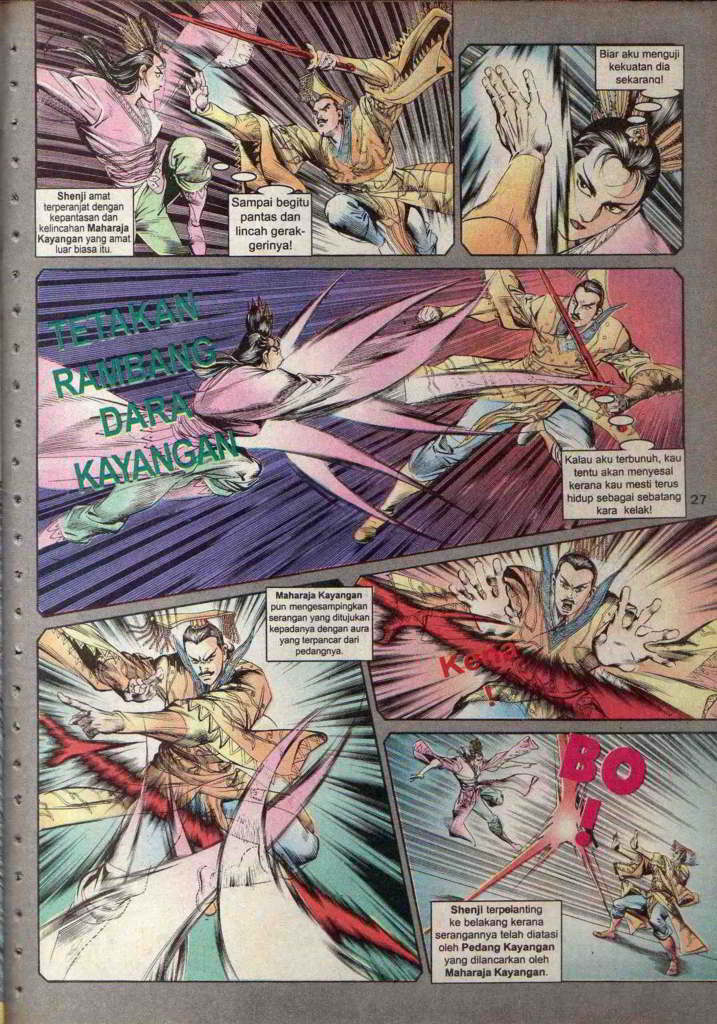 Shenji amat
terperanjat dengan
kepantasan dan
kelincahan Maharaja
Kayangan yang amat
luar biasa itu.
Sampai begitu
pantas dan
lincah gerak-
gerinya!
Biar aku menguji
kekuatan dia
sekarang!
TETAKAN
RAMBANG
DARA
KAYANGAN
Kalau aku terbunuh, kau
tentu akan menyesal
kerana kau mesti terus
hidup sebagai sebatang
kara kelak!
27
Maharaja Kayangan
pun mengesampingkan
serangan yang ditujukan
kepadanya dengan aura
yang terpancar dari
pedangnya.
Kena
!
BO
!
Shenji terpelanting
ke belakang kerana
serangannya telah diatasi
oleh Pedang Kayangan
yang dilancarkan oleh
Maharaja Kayangan.